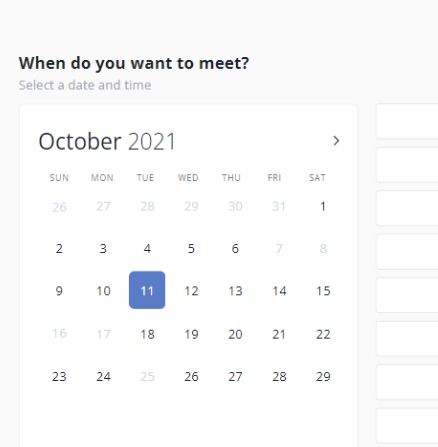 When do you want to meet?
Select a date and time
October 2021 >
SUN MON TUE WED THU FRI SAT
26 27 28 29 30 31 1
2 3 4 5 6 7 8
9 10 11 12 13 14 15
16 17 18 19 20 21 22
23 24 25 26 27 28 29